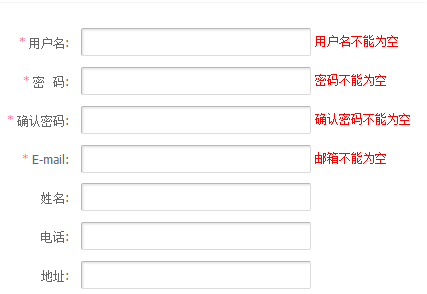 * 用户名: 用户名不能为空
* 密 码: 密码不能为空
* 确认密码: 确认密码不能为空
* E-mail: 邮箱不能为空
姓名:
电话:
地址: